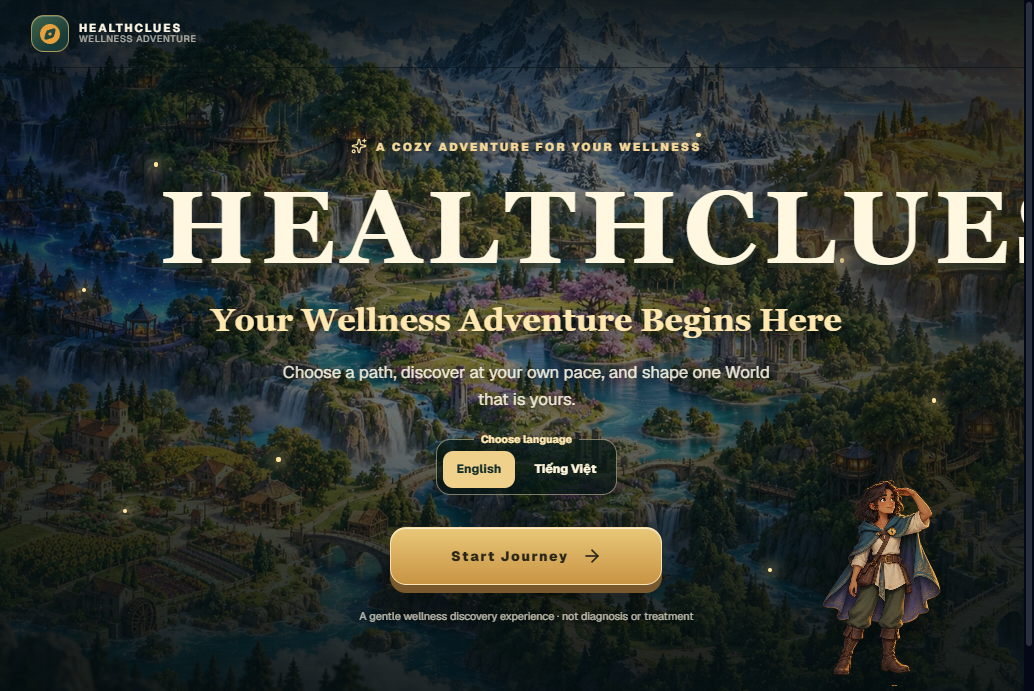 HEALTHCLUES
WELLNESS ADVENTURE
A COZY ADVENTURE FOR YOUR WELLNESS
HEALTHCLUES
Your Wellness Adventure Begins Here
Choose a path, discover at your own pace, and shape one World
that is yours.
Choose language
English
Tiếng Việt
Start Journey
A gentle wellness discovery experience · not diagnosis or treatment